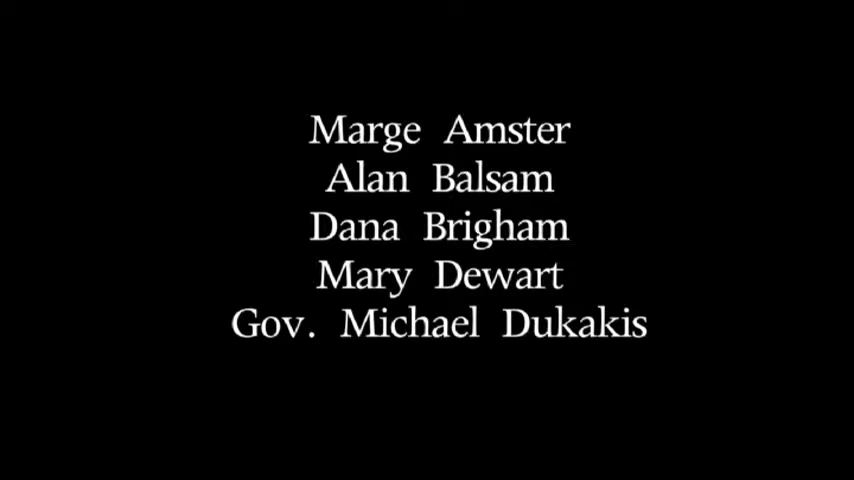 Marge Amster
Alan Balsam
Dana Brigham
Mary Dewart
Gov. Michael Dukakis